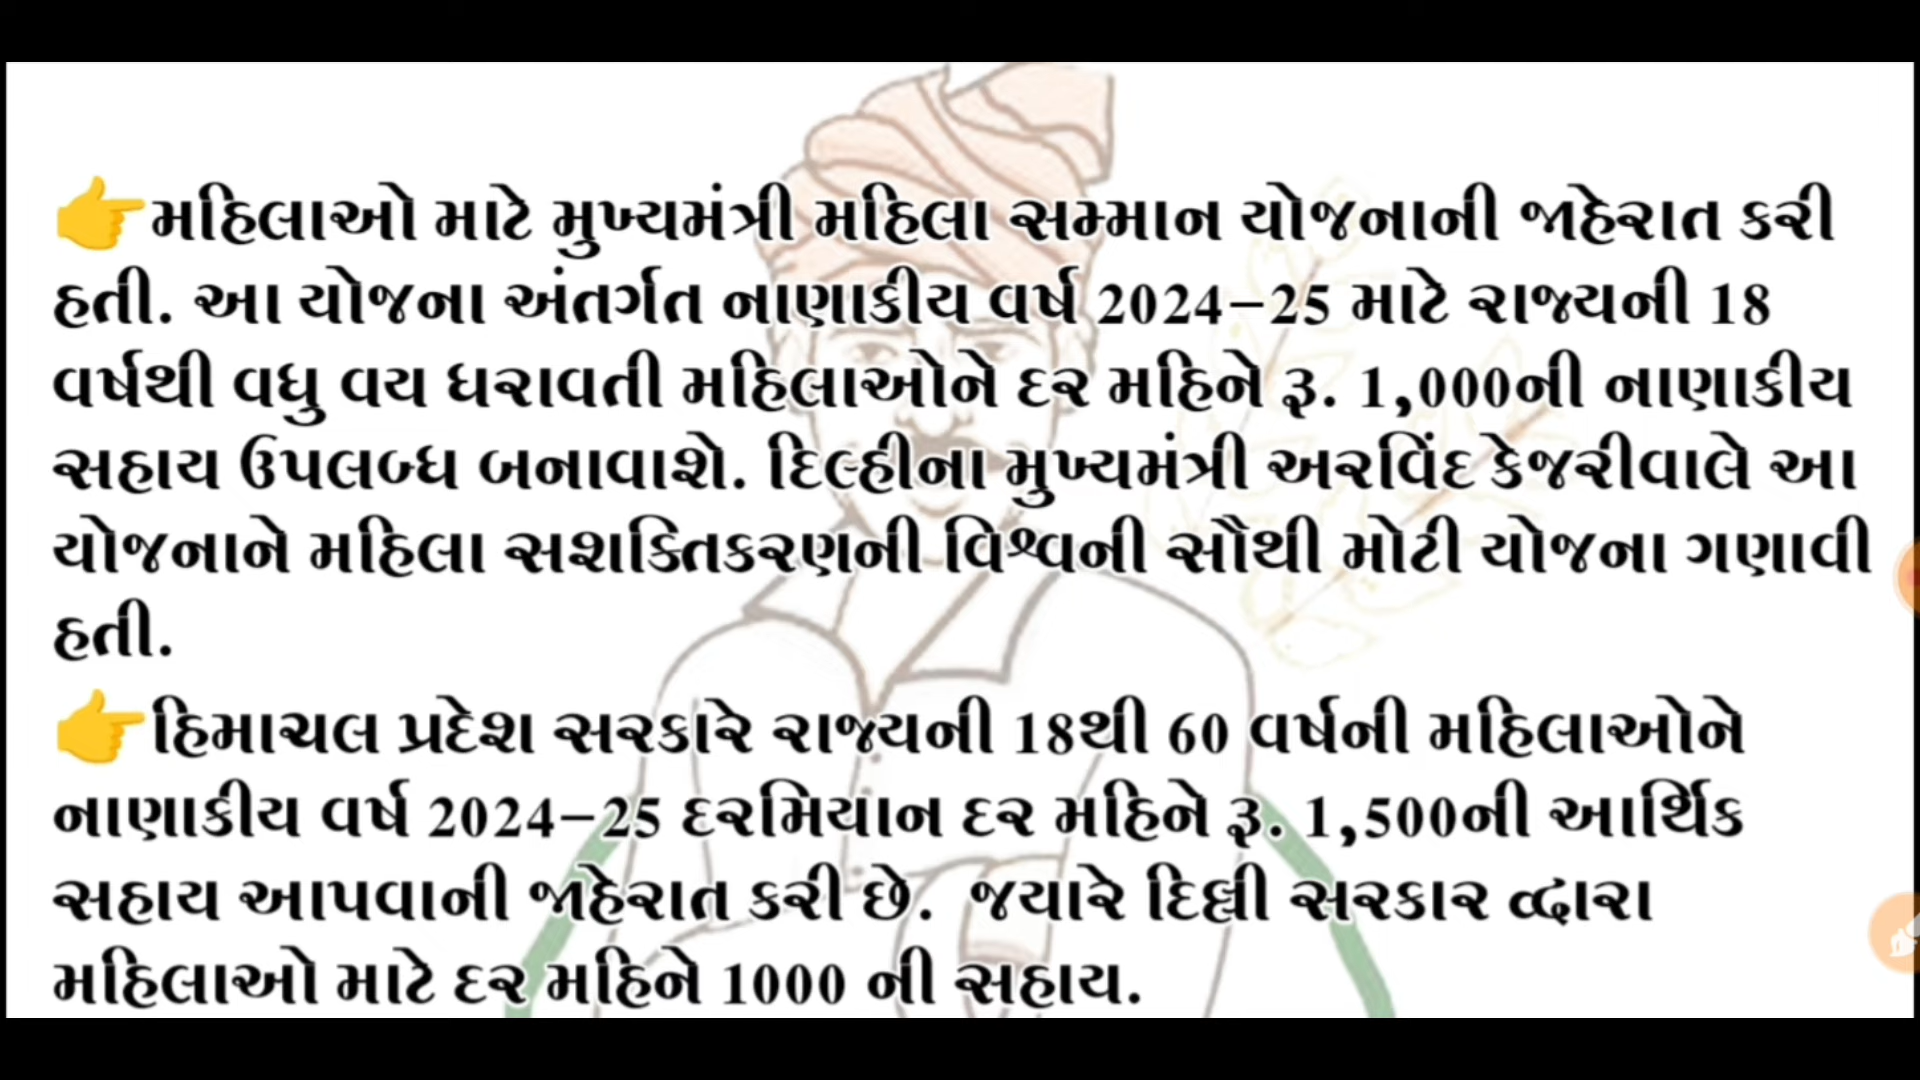 👉મહિલાઓ માટે મુખ્યમંત્રી મહિલા સમ્માન યોજનાની જાહેરાત કરી
હતી. આ યોજના અંતર્ગત નાણાકીય વર્ષ 2024-25 માટે રાજ્યની 18
વર્ષથી વધુ વય ધરાવતી મહિલાઓને દર મહિને રૂ. 1,000ની નાણાકીય
સહાય ઉપલબ્ધ બનાવાશે. દિલ્હીના મુખ્યમંત્રી અરવિંદ કેજરીવાલે આ
યોજનાને મહિલા સશક્તિકરણની વિશ્વની સૌથી મોટી યોજના ગણાવી
હતી.
👉હિમાચલ પ્રદેશ સરકારે રાજ્યની 18થી 60 વર્ષની મહિલાઓને
નાણાકીય વર્ષ 2024-25 દરમિયાન દર મહિને રૂ. 1,500ની આર્થિક
સહાય આપવાની જાહેરાત કરી છે. જયારે દિલ્લી સરકાર વ્દારા
મહિલાઓ માટે દર મહિને 1000 ની સહાય.